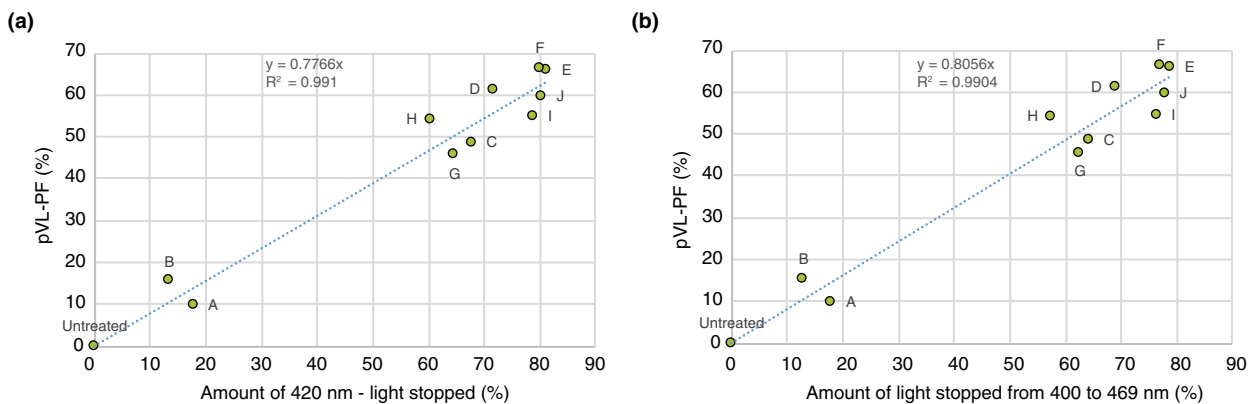 (a)
70
60
50
40
30
20
10
0
pVL-PF (%)
y = 0.7766x
R² = 0.991
F
E
D
J
H
I
C
G
B
A
Untreated
0 10 20 30 40 50 60 70 80 90
Amount of 420 nm - light stopped (%)
(b)
70
60
50
40
30
20
10
0
pVL-PF (%)
y = 0.8056x
R² = 0.9904
F
E
D
J
H
I
C
G
B
A
Untreated
0 10 20 30 40 50 60 70 80 90
Amount of light stopped from 400 to 469 nm (%)